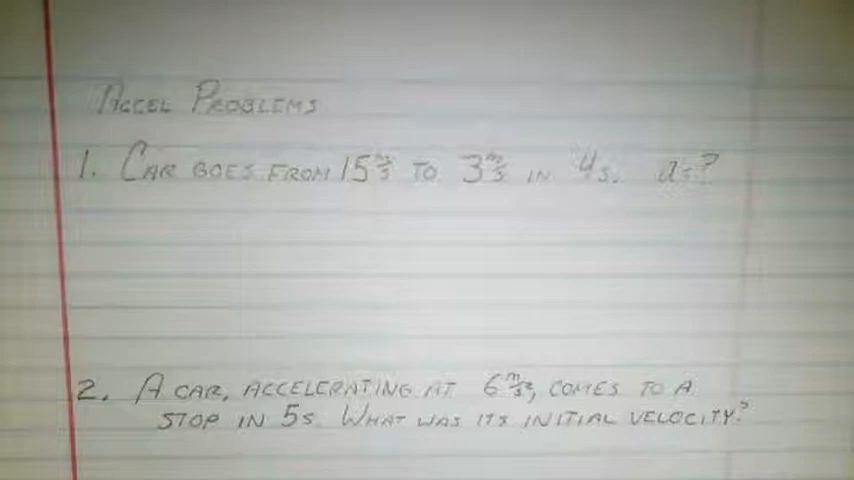 ACCEL PROBLEMS
1. CAR GOES FROM 15 m/s TO 3 m/s IN 4s. a=?
2. A CAR, ACCELERATING AT 6 m/s², COMES TO A
STOP IN 5s. WHAT WAS ITS INITIAL VELOCITY?